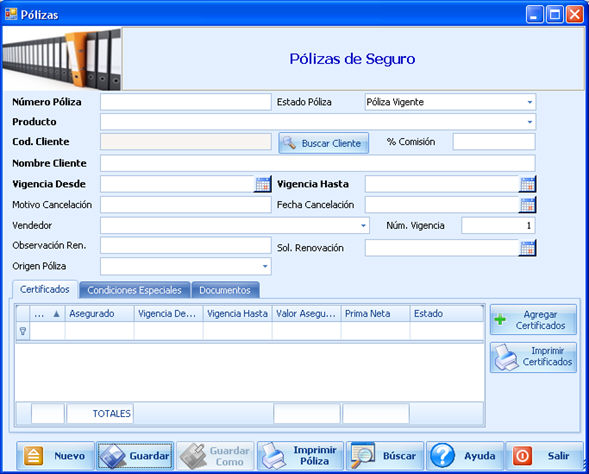 Pólizas
Pólizas de Seguro
Número Póliza Estado Póliza Póliza Vigente
Producto
Cod. Cliente Buscar Cliente % Comisión
Nombre Cliente
Vigencia Desde Vigencia Hasta
Motivo Cancelación Fecha Cancelación
Vendedor Núm. Vigencia 1
Observación Ren. Sol. Renovación
Origen Póliza
Certificados Condiciones Especiales Documentos
... Asegurado Vigencia De... Vigencia Hasta Valor Asegu... Prima Neta Estado
Agregar Certificados
Imprimir Certificados
TOTALES
Nuevo Guardar Guardar Como Imprimir Póliza Búscar Ayuda Salir